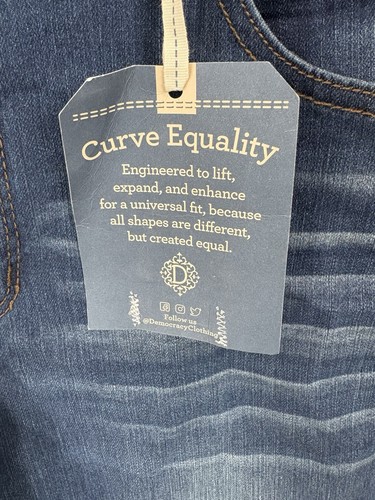 Curve Equality
Engineered to lift,
expand, and enhance
for a universal fit, because
all shapes are different,
but created equal.
D
Follow us
@DemocracyClothing